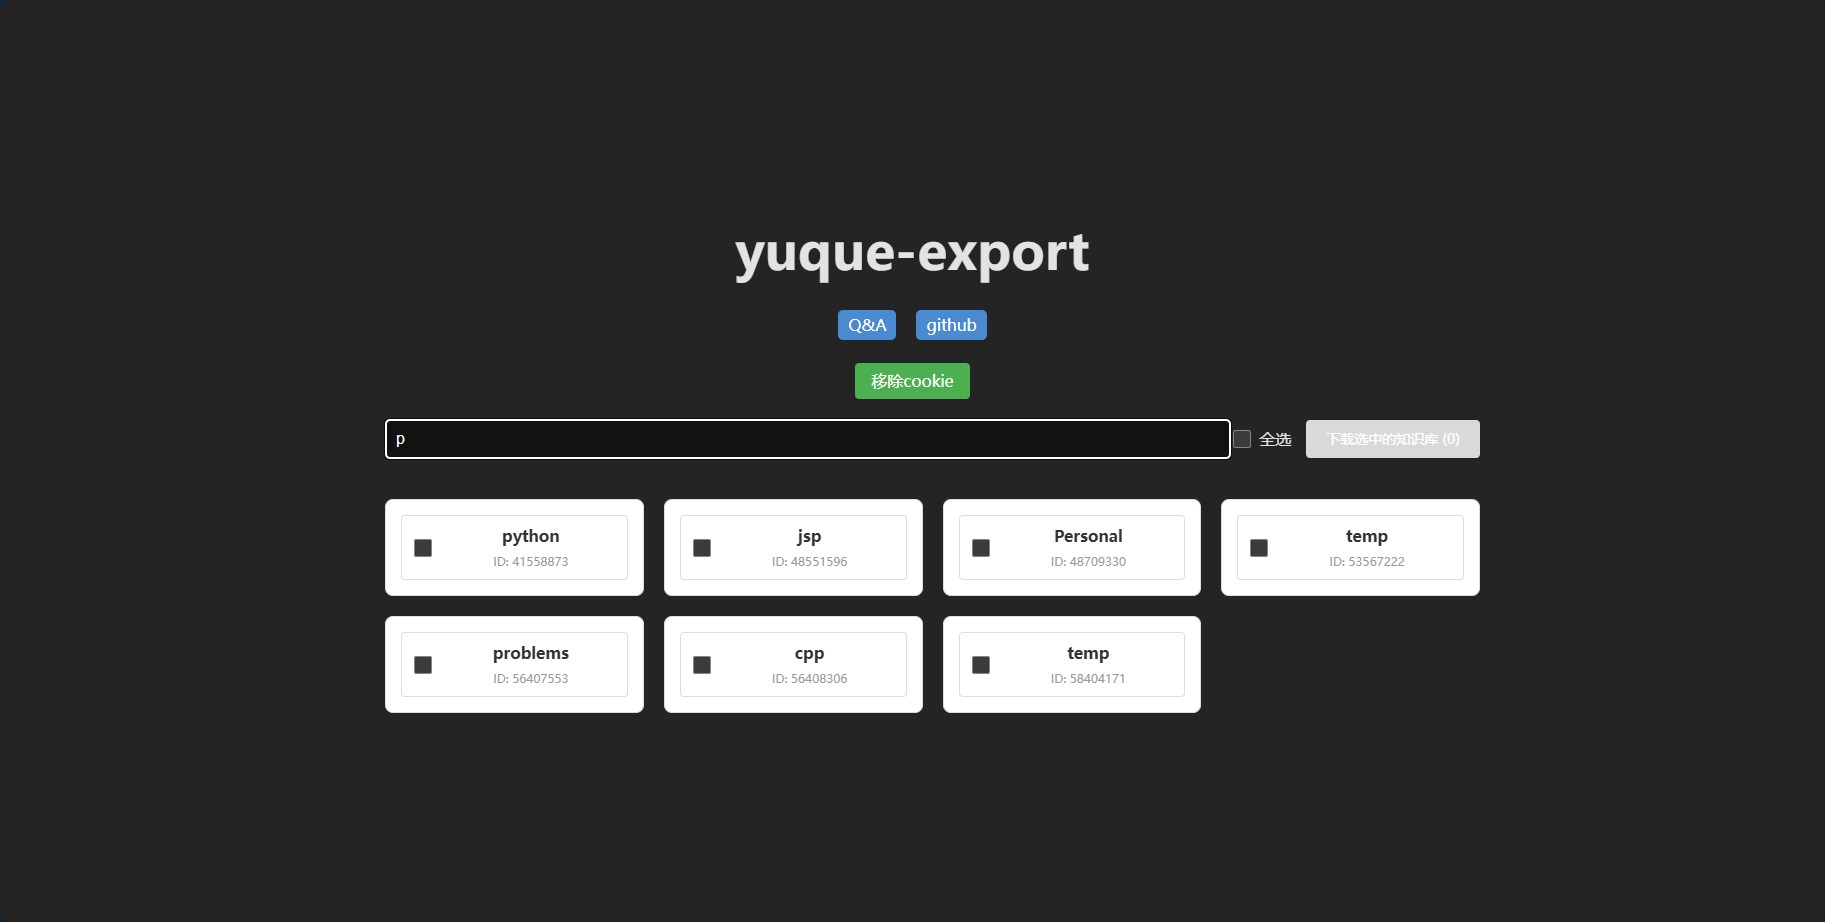 yuque-export
Q&A github
移除cookie
p 全选 下载选中的知识库 (0)
python
ID: 41558873
jsp
ID: 48551596
Personal
ID: 48709330
temp
ID: 53567222
problems
ID: 56407553
cpp
ID: 56408306
temp
ID: 58404171